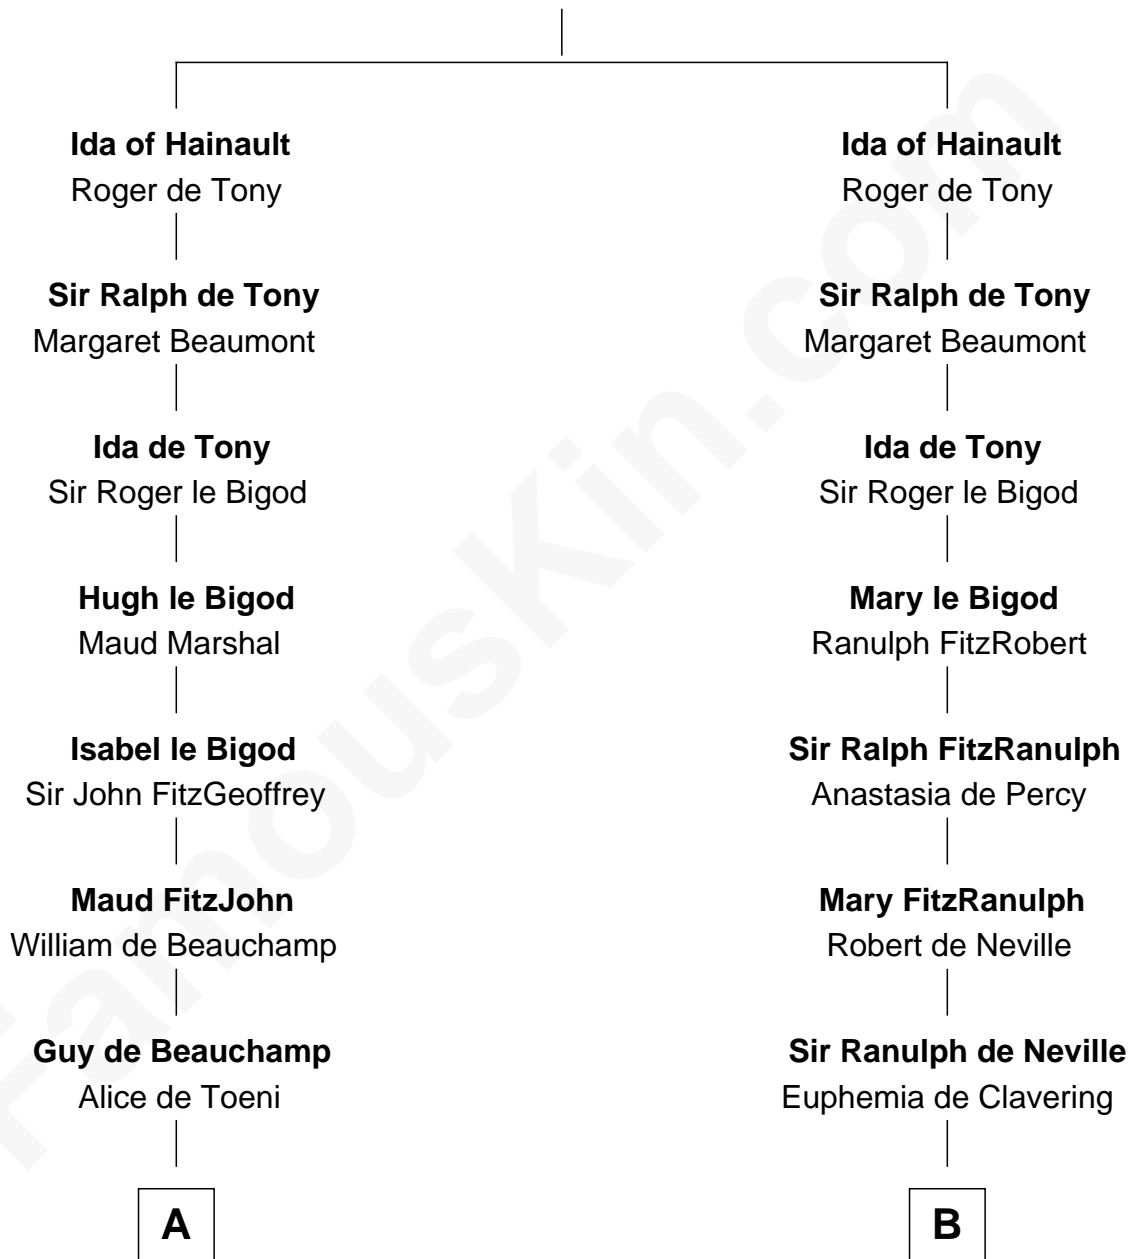 Ida of Hainault
Roger de Tony
Sir Ralph de Tony
Margaret Beaumont
Ida de Tony
Sir Roger le Bigod
Hugh le Bigod
Maud Marshal
Isabel le Bigod
Sir John FitzGeoffrey
Maud FitzJohn
William de Beauchamp
Guy de Beauchamp
Alice de Toeni
A
Ida of Hainault
Roger de Tony
Sir Ralph de Tony
Margaret Beaumont
Ida de Tony
Sir Roger le Bigod
Mary le Bigod
Ranulph FitzRobert
Sir Ralph FitzRanulph
Anastasia de Percy
Mary FitzRanulph
Robert de Neville
Sir Ranulph de Neville
Euphemia de Clavering
B
FamousKin.com